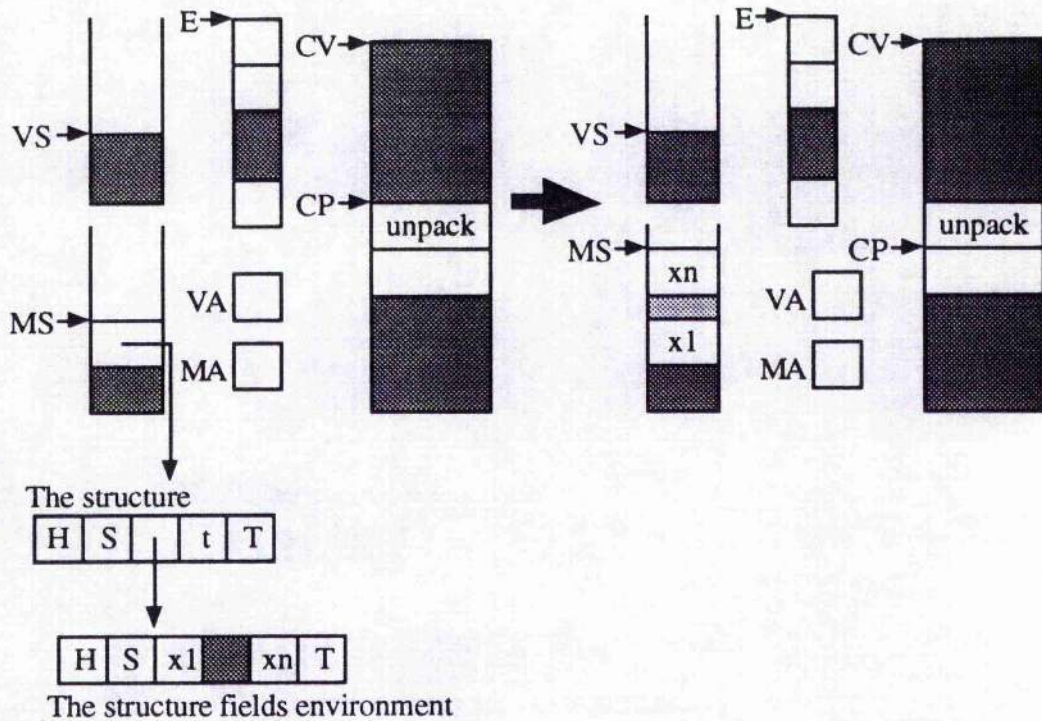 E
CV
VS
CP
unpack
MS
VA
MA
E
CV
VS
unpack
MS
CP
xn
VA
x1
MA
The structure
H S t T
H S x1 xn T
The structure fields environment